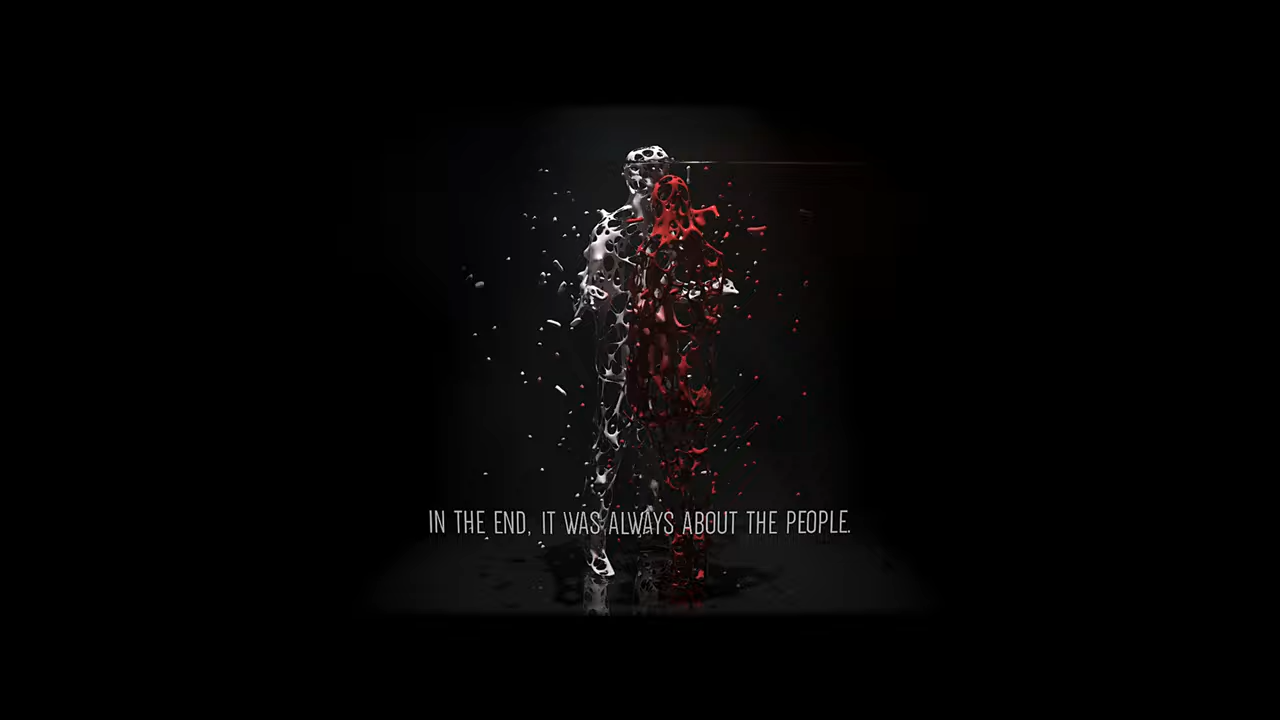 IN THE END, IT WAS ALWAYS ABOUT THE PEOPLE.